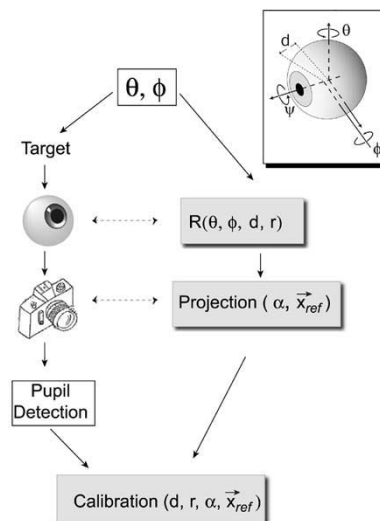 d
θ
ψ
ϕ
θ, ϕ
Target
R(θ, ϕ, d, r)
Projection ( α, x⃗ref )
Pupil
Detection
Calibration (d, r, α, x⃗ref )